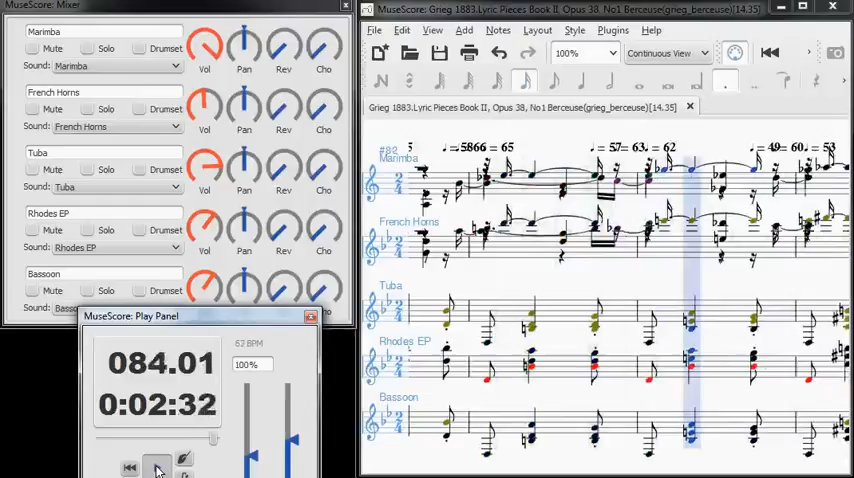 MuseScore: Mixer
Marimba
Mute
Solo
Drumset
Sound:
Marimba
Vol
Pan
Rev
Cho
French Horns
Mute
Solo
Drumset
Sound:
French Horns
Vol
Pan
Rev
Cho
Tuba
Mute
Solo
Drumset
Sound:
Tuba
Vol
Pan
Rev
Cho
Rhodes EP
Mute
Solo
Drumset
Sound:
Rhodes EP
Vol
Pan
Rev
Cho
Bassoon
Mute
Solo
Drumset
Sound:
MuseScore: Play Panel
084.01
0:02:32
62 BPM
100%
MuseScore: Grieg 1883.Lyric Pieces Book II, Opus 38, No1 Berceuse(grieg_berceuse)[14.35]
File Edit View Add Notes Layout Style Plugins Help
100%
Continuous View
Grieg 1883.Lyric Pieces Book II, Opus 38, No1 Berceuse(grieg_berceuse)[14.35]
#82
Marimba
French Horns
Tuba
Rhodes EP
Bassoon